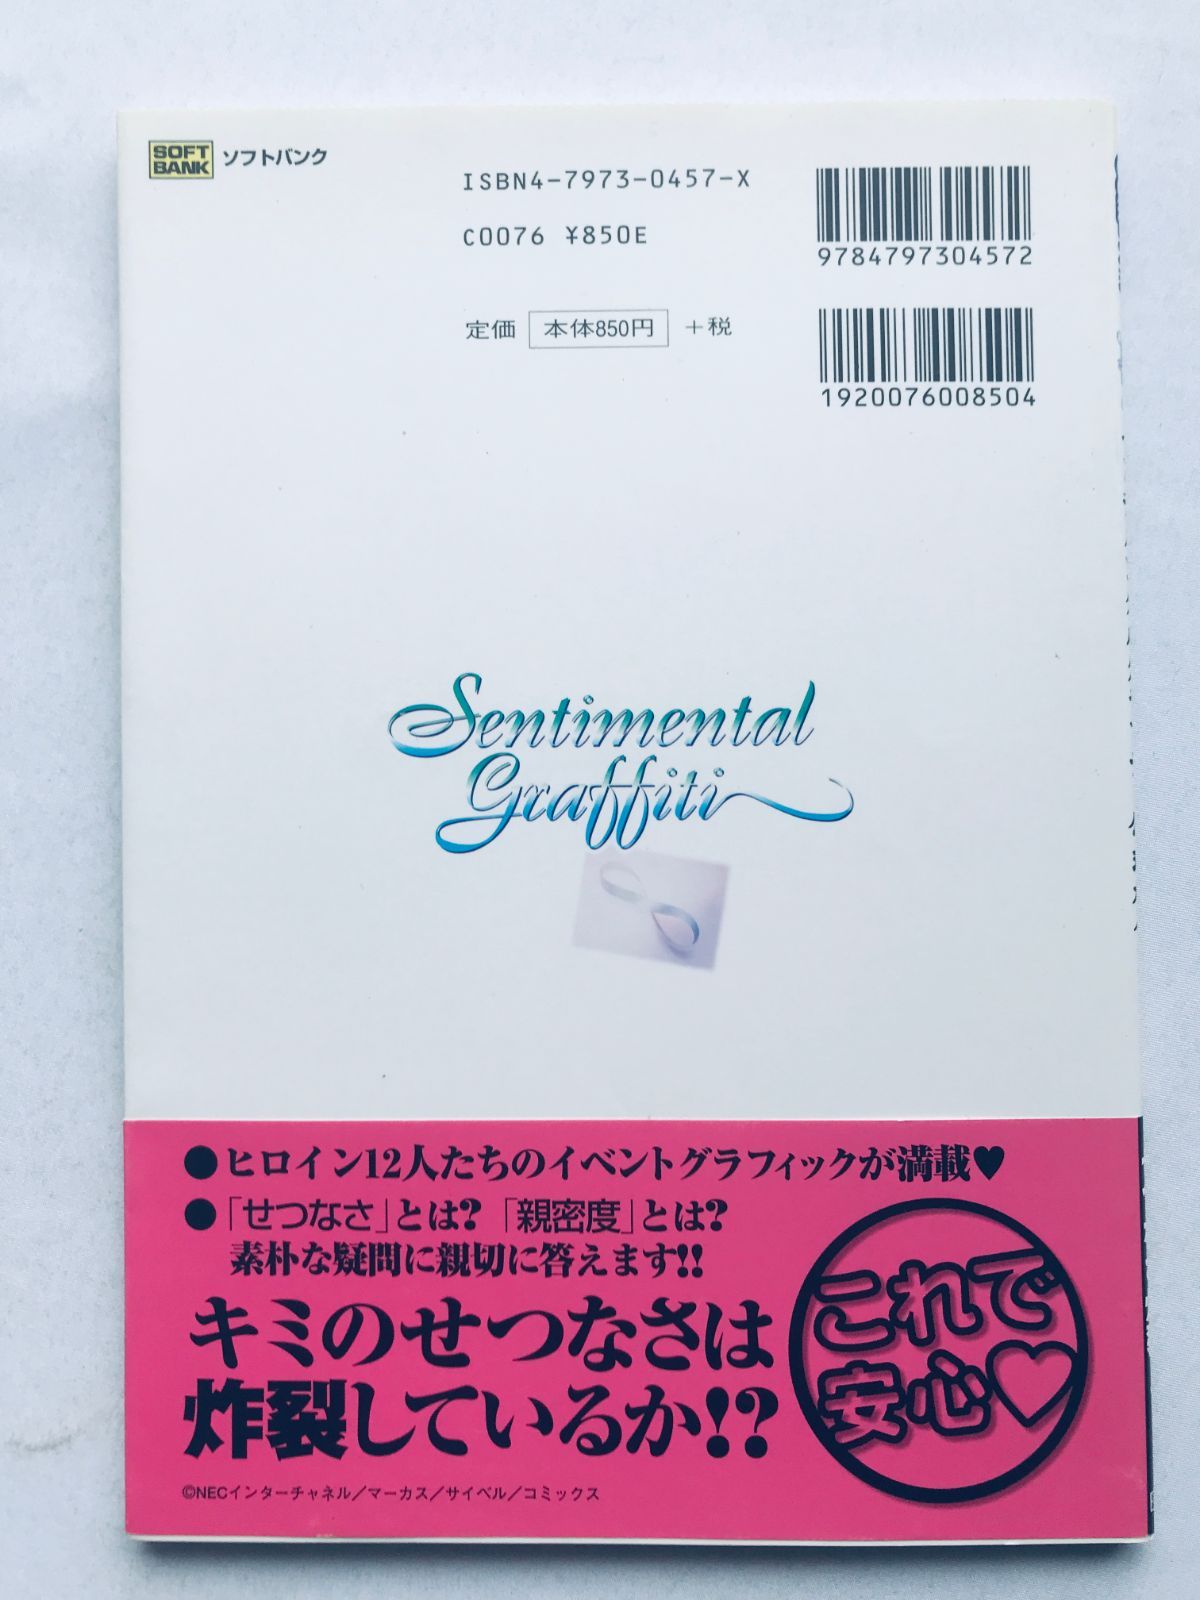 SOFT
BANK
ソフトバンク
ISBN4-7973-0457-X
C0076 ¥850E
9784797304572
定価 本体850円 +税
1920076008504
Sentimental
Graffiti
●ヒロイン12人たちのイベントグラフィックが満載♥
●「せつなさ」とは?「親密度」とは?
素朴な疑問に親切に答えます!!
キミのせつなさは
炸裂しているか!?
これで
安心♡
©NECインターチャネル/マーカス/サイベル/コミックス